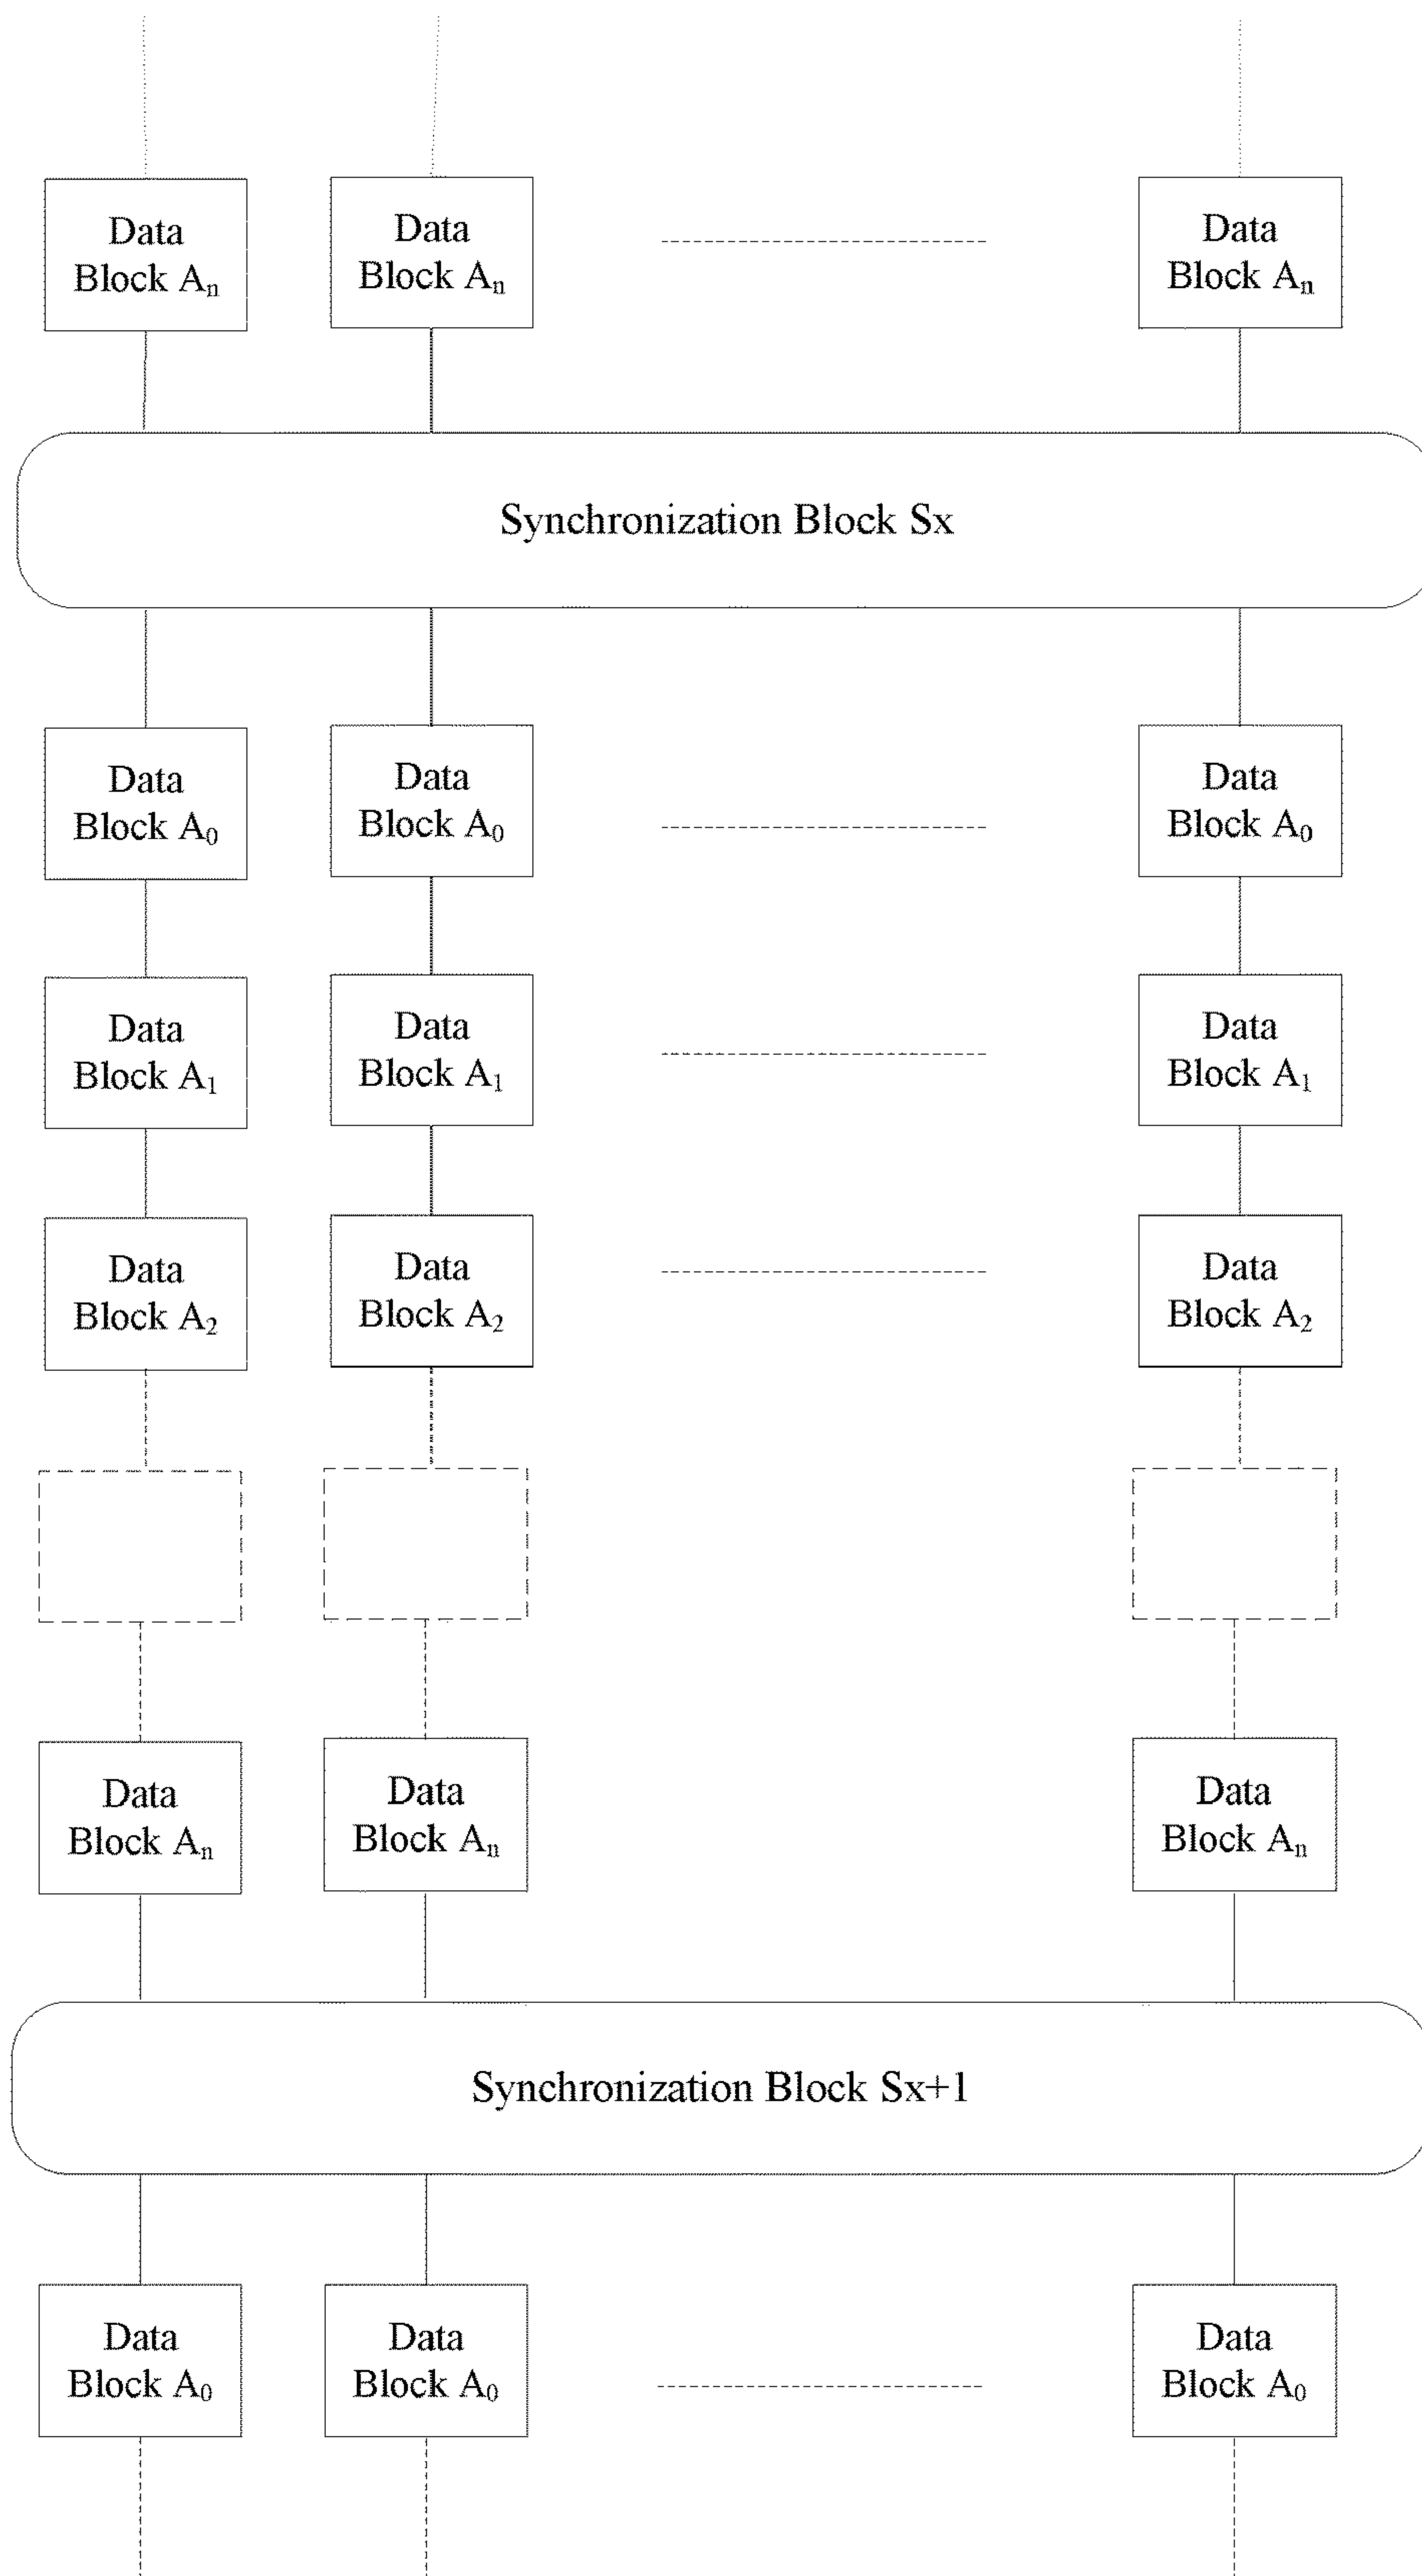 Data
Block Aₙ
Data
Block Aₙ
Data
Block Aₙ
Synchronization Block Sx
Data
Block A₀
Data
Block A₀
Data
Block A₀
Data
Block A₁
Data
Block A₁
Data
Block A₁
Data
Block A₂
Data
Block A₂
Data
Block A₂
Data
Block Aₙ
Data
Block Aₙ
Data
Block Aₙ
Synchronization Block Sx+1
Data
Block A₀
Data
Block A₀
Data
Block A₀